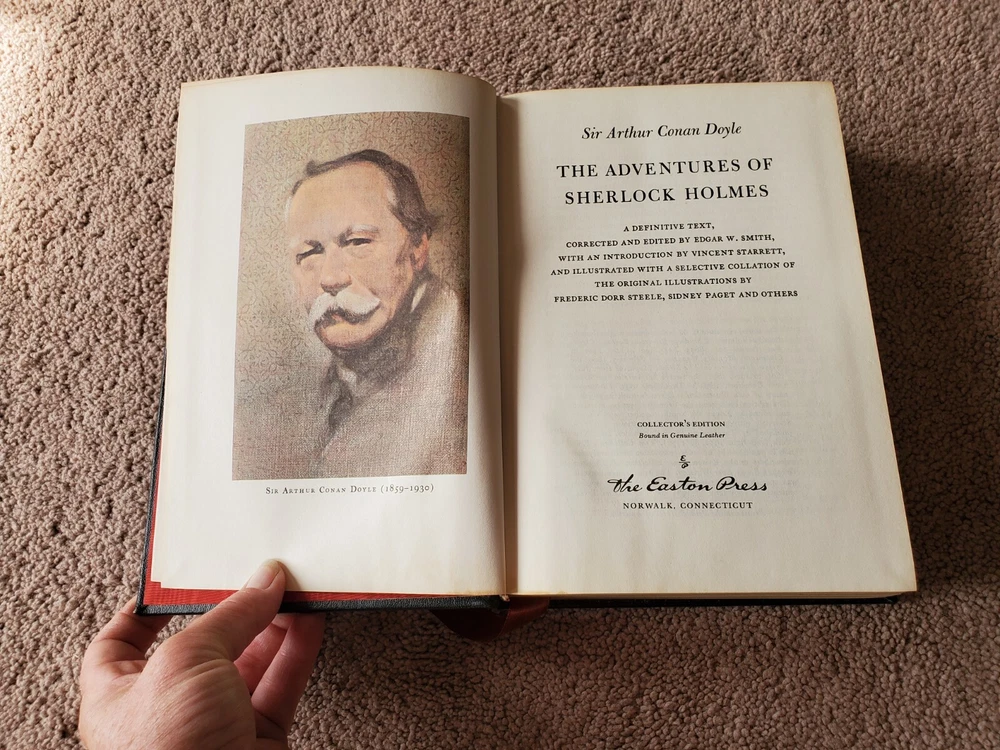 Sir Arthur Conan Doyle (1859–1930)
Sir Arthur Conan Doyle
THE ADVENTURES OF
SHERLOCK HOLMES
A DEFINITIVE TEXT,
CORRECTED AND EDITED BY EDGAR W. SMITH,
WITH AN INTRODUCTION BY VINCENT STARRETT,
AND ILLUSTRATED WITH A SELECTIVE COLLATION OF
THE ORIGINAL ILLUSTRATIONS BY
FREDERIC DORR STEELE, SIDNEY PAGET AND OTHERS
COLLECTOR'S EDITION
Bound in Genuine Leather
The Easton Press
NORWALK, CONNECTICUT